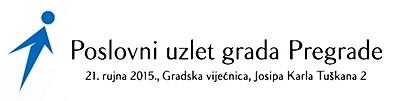 Poslovni uzlet grada Pregrade
21. rujna 2015., Gradska vijećnica, Josipa Karla Tuškana 2